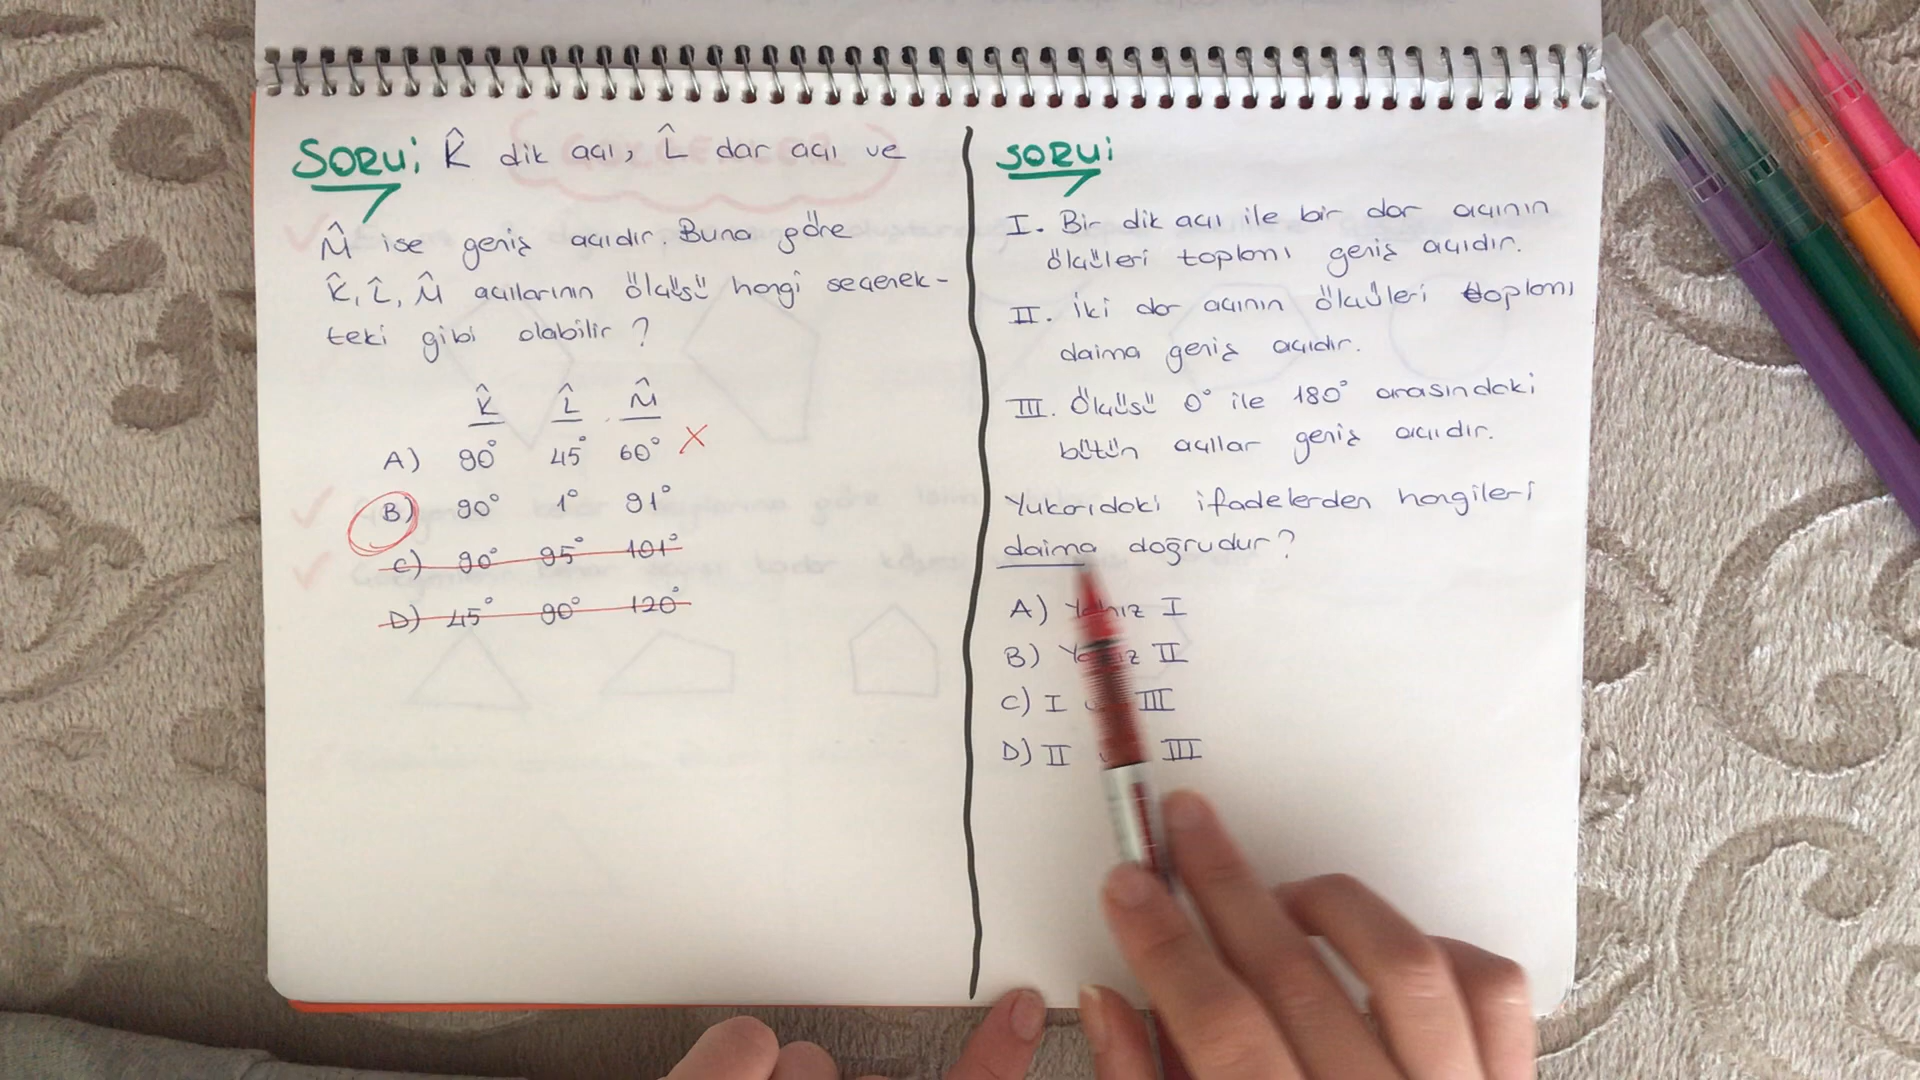 SORU: K̂ dik açı, L̂ dar açı ve
M̂ ise geniş açıdır. Buna göre
K̂, L̂, M̂ açılarının ölçüsü hangi seçenek-
teki gibi olabilir?
K̂ L̂ M̂
A) 90° 45° 60° X
B) 90° 1° 91°
C) 90° 95° 101°
D) 45° 90° 120°
SORU:
I. Bir dik açı ile bir dar açının
ölçüleri toplamı geniş açıdır.
II. İki dar açının ölçüleri toplamı
daima geniş açıdır.
III. Ölçüsü 0° ile 180° arasındaki
bütün açılar geniş açıdır.
Yukarıdaki ifadelerden hangileri
daima doğrudur?
A) Yalnız I
B) Yalnız II
C) I III
D) II III